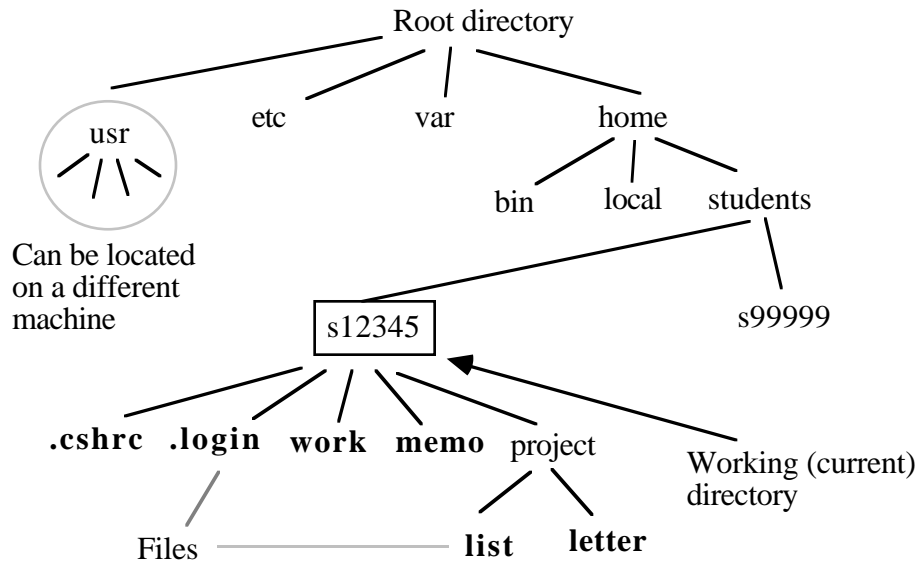 Root directory
usr
etc
var
home
bin
local
students
Can be located
on a different
machine
s12345
s99999
.cshrc
.login
work
memo
project
Working (current)
directory
Files
list
letter